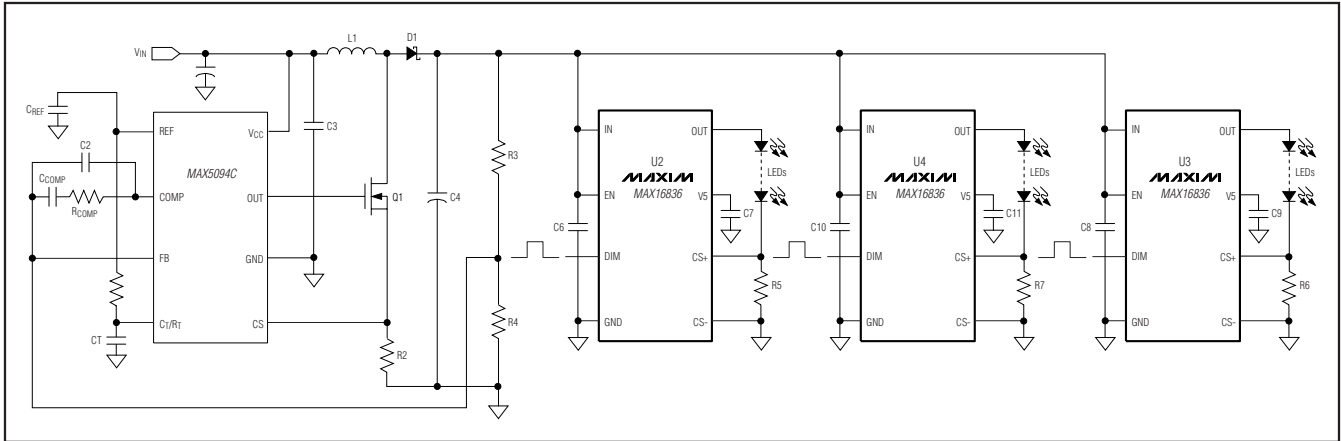 VIN
L1
D1
CREF
REF
VCC
C3
C2
MAX5094C
CCOMP
RCOMP
COMP
OUT
Q1
C4
FB
GND
CT/RT
CS
CT
R2
R3
R4
IN
OUT
U2
MAXIM
MAX16836
LEDs
EN
V5
C6
C7
DIM
CS+
R5
GND
CS-
IN
OUT
U4
MAXIM
MAX16836
LEDs
EN
V5
C10
C11
DIM
CS+
R7
GND
CS-
IN
OUT
U3
MAXIM
MAX16836
LEDs
EN
V5
C8
C9
DIM
CS+
R6
GND
CS-